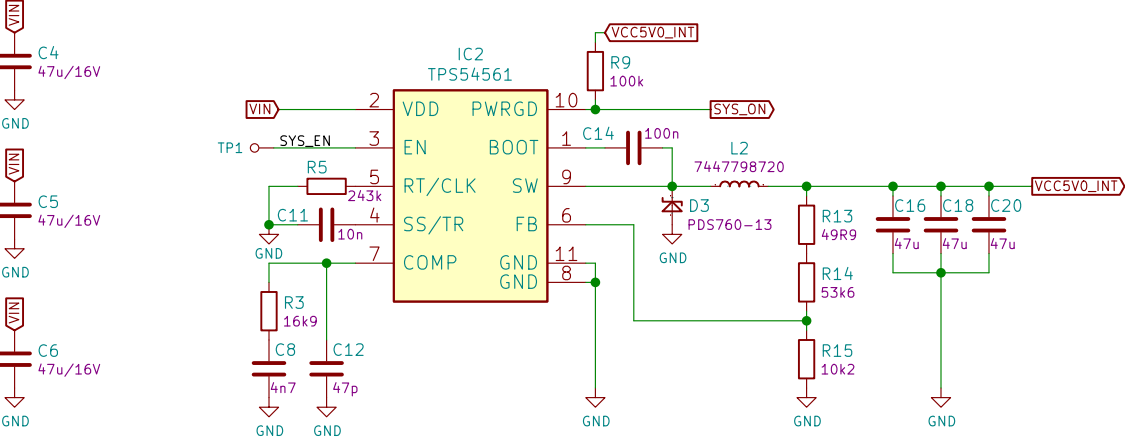 VIN
C4
47u/16V
GND
VIN
C5
47u/16V
GND
VIN
C6
47u/16V
GND
IC2
TPS54561
VIN
2
VDD
TP1
SYS_EN
3
EN
R5
243k
5
RT/CLK
C11
10n
4
SS/TR
GND
7
COMP
R3
16k9
C8
4n7
GND
C12
47p
GND
PWRGD
10
BOOT
1
SW
9
FB
6
GND
11
GND
8
GND
VCC5V0_INT
R9
100k
SYS_ON
C14
100n
L2
7447798720
D3
PDS760-13
GND
R13
49R9
R14
53k6
R15
10k2
GND
C16
47u
C18
47u
C20
47u
GND
VCC5V0_INT